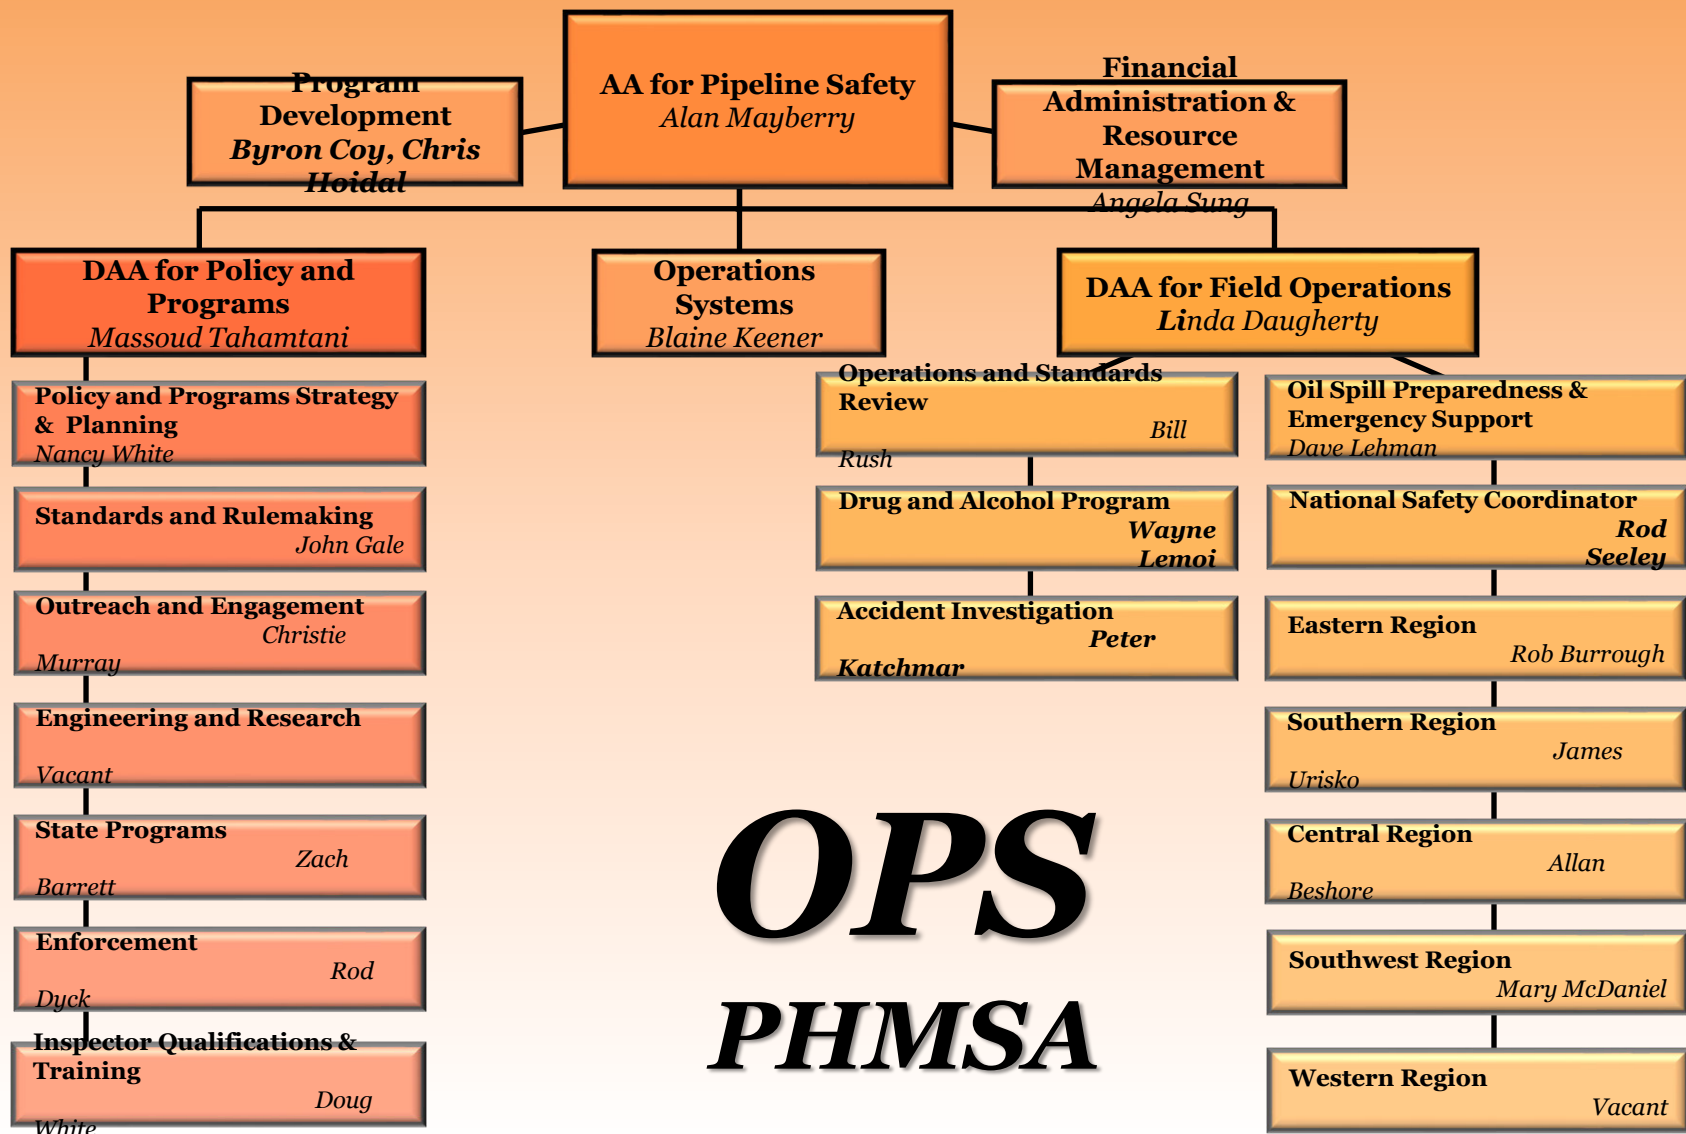 Program
Development
Byron Coy, Chris
Hoidal
AA for Pipeline Safety
Alan Mayberry
Financial
Administration &
Resource
Management
Angela Sung
DAA for Policy and
Programs
Massoud Tahamtani
Operations
Systems
Blaine Keener
DAA for Field Operations
Linda Daugherty
Policy and Programs Strategy
& Planning
Nancy White
Standards and Rulemaking
John Gale
Outreach and Engagement
Christie
Murray
Engineering and Research
Vacant
State Programs
Zach
Barrett
Enforcement
Rod
Dyck
Inspector Qualifications &
Training
Doug
White
Operations and Standards
Review
Bill
Rush
Drug and Alcohol Program
Wayne
Lemoi
Accident Investigation
Peter
Katchmar
Oil Spill Preparedness &
Emergency Support
Dave Lehman
National Safety Coordinator
Rod
Seeley
Eastern Region
Rob Burrough
Southern Region
James
Urisko
Central Region
Allan
Beshore
Southwest Region
Mary McDaniel
Western Region
Vacant
OPS
PHMSA